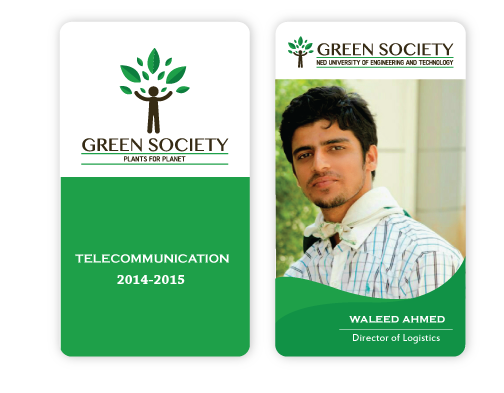 GREEN SOCIETY
PLANTS FOR PLANET
TELECOMMUNICATION
2014-2015
GREEN SOCIETY
NED UNIVERSITY OF ENGINEERING AND TECHNOLOGY
WALEED AHMED
Director of Logistics